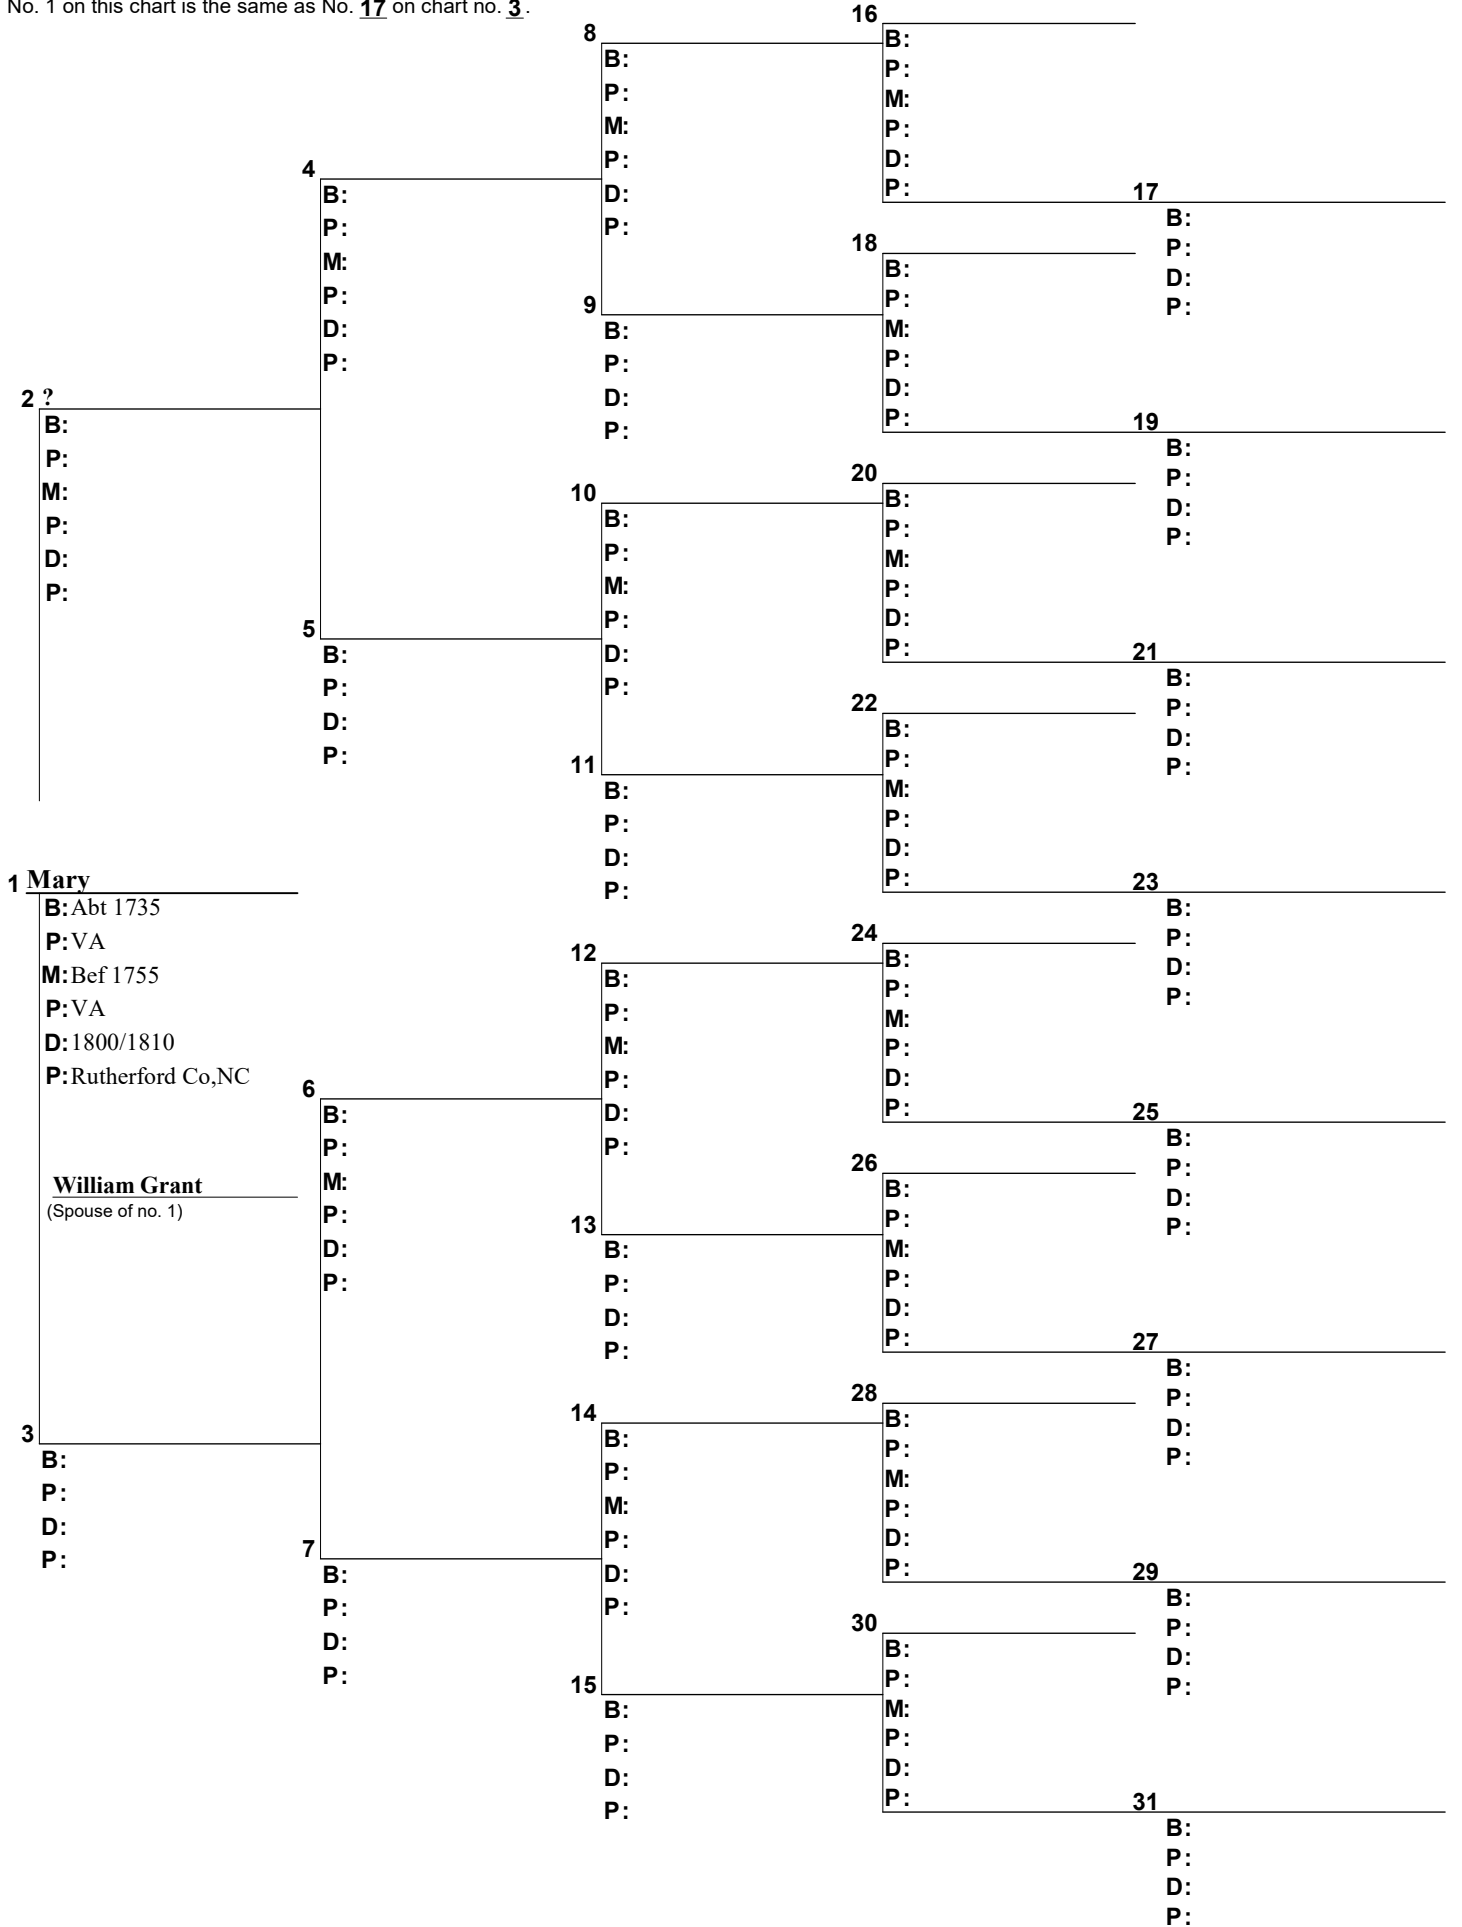 No. 1 on this chart is the same as No. 17 on chart no. 3.
2 ?
B:
P:
M:
P:
D:
P:
1 Mary
B: Abt 1735
P: VA
M: Bef 1755
P: VA
D: 1800/1810
P: Rutherford Co,NC
William Grant
(Spouse of no. 1)
3
B:
P:
D:
P:
4
B:
P:
M:
P:
D:
P:
5
B:
P:
D:
P:
6
B:
P:
M:
P:
D:
P:
7
B:
P:
D:
P:
8
B:
P:
M:
P:
D:
P:
9
B:
P:
D:
P:
10
B:
P:
M:
P:
D:
P:
11
B:
P:
D:
P:
12
B:
P:
M:
P:
D:
P:
13
B:
P:
D:
P:
14
B:
P:
M:
P:
D:
P:
15
B:
P:
D:
P:
16
B:
P:
M:
P:
D:
P:
17
B:
P:
D:
P:
18
B:
P:
M:
P:
D:
P:
19
B:
P:
D:
P:
20
B:
P:
M:
P:
D:
P:
21
B:
P:
D:
P:
22
B:
P:
M:
P:
D:
P:
23
B:
P:
D:
P:
24
B:
P:
M:
P:
D:
P:
25
B:
P:
D:
P:
26
B:
P:
M:
P:
D:
P:
27
B:
P:
D:
P:
28
B:
P:
M:
P:
D:
P:
29
B:
P:
D:
P:
30
B:
P:
M:
P:
D:
P:
31
B:
P:
D:
P: